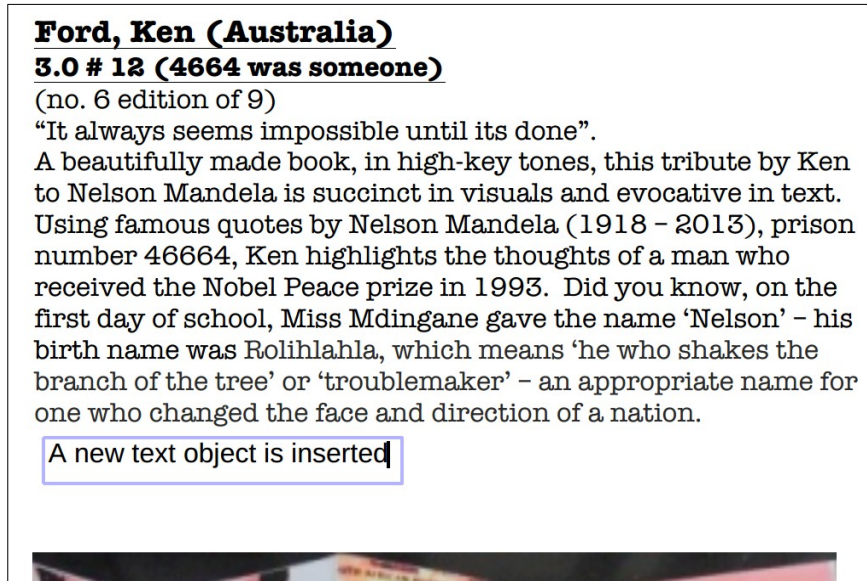 Ford, Ken (Australia)
3.0 # 12 (4664 was someone)
(no. 6 edition of 9)
“It always seems impossible until its done”.
A beautifully made book, in high-key tones, this tribute by Ken
to Nelson Mandela is succinct in visuals and evocative in text.
Using famous quotes by Nelson Mandela (1918 – 2013), prison
number 46664, Ken highlights the thoughts of a man who
received the Nobel Peace prize in 1993.  Did you know, on the
first day of school, Miss Mdingane gave the name ‘Nelson’ – his
birth name was Rolihlahla, which means ‘he who shakes the
branch of the tree’ or ‘troublemaker’ – an appropriate name for
one who changed the face and direction of a nation.
A new text object is inserted